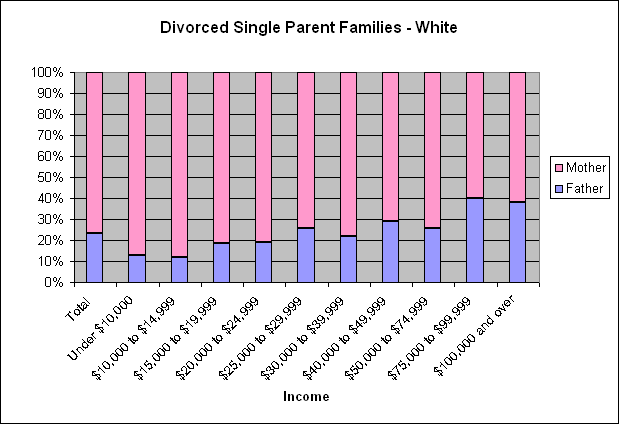 Divorced Single Parent Families - White
100%
90%
80%
70%
60%
50%
40%
30%
20%
10%
0%
Mother
Father
Total
Under $10,000
$10,000 to $14,999
$15,000 to $19,999
$20,000 to $24,999
$25,000 to $29,999
$30,000 to $39,999
$40,000 to $49,999
$50,000 to $74,999
$75,000 to $99,999
$100,000 and over
Income